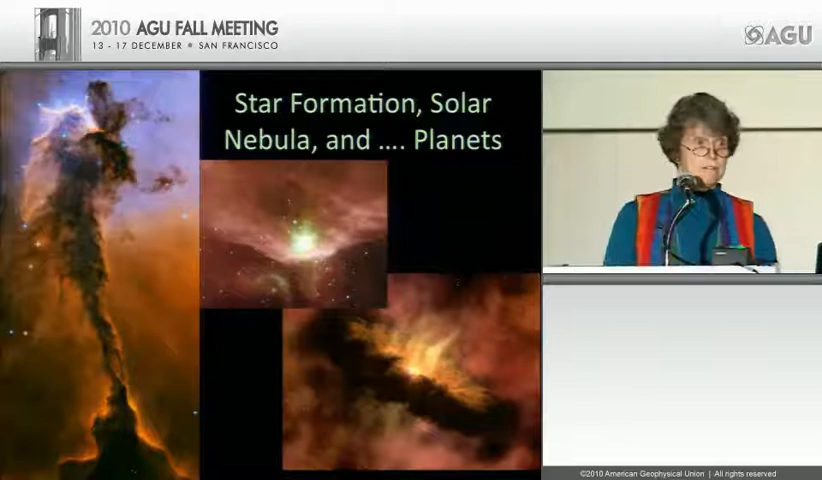 2010 AGU FALL MEETING
13 - 17 DECEMBER • SAN FRANCISCO
AGU
Star Formation, Solar
Nebula, and .... Planets
©2010 American Geophysical Union | All rights reserved